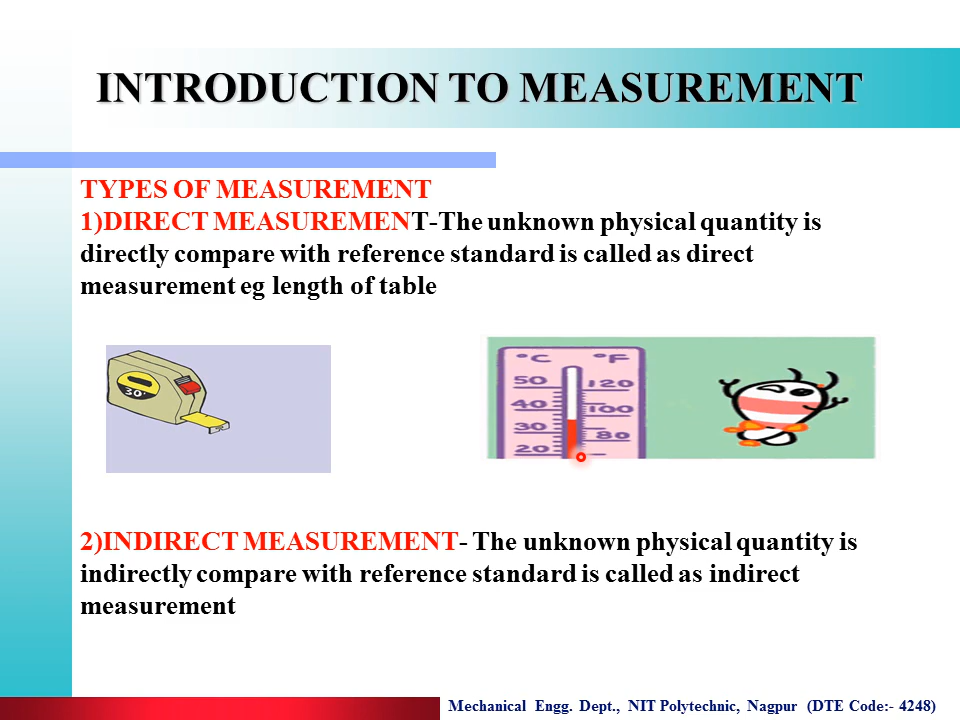 INTRODUCTION TO MEASUREMENT
TYPES OF MEASUREMENT
1)DIRECT MEASUREMENT-The unknown physical quantity is
directly compare with reference standard is called as direct
measurement eg length of table
30'
°C °F
50 120
40 100
30 80
20
2)INDIRECT MEASUREMENT- The unknown physical quantity is
indirectly compare with reference standard is called as indirect
measurement
Mechanical Engg. Dept., NIT Polytechnic, Nagpur (DTE Code:- 4248)